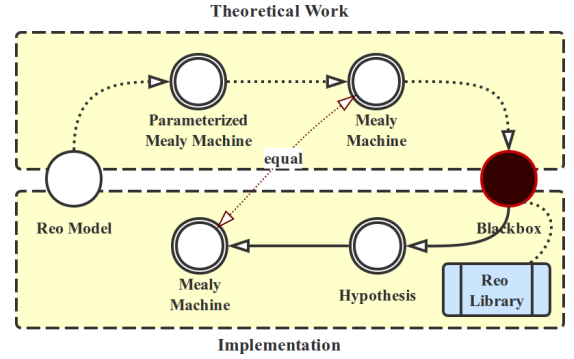 Theoretical Work
Parameterized
Mealy Machine
Mealy
Machine
equal
Reo Model
Blackbox
Mealy
Machine
Hypothesis
Reo
Library
Implementation